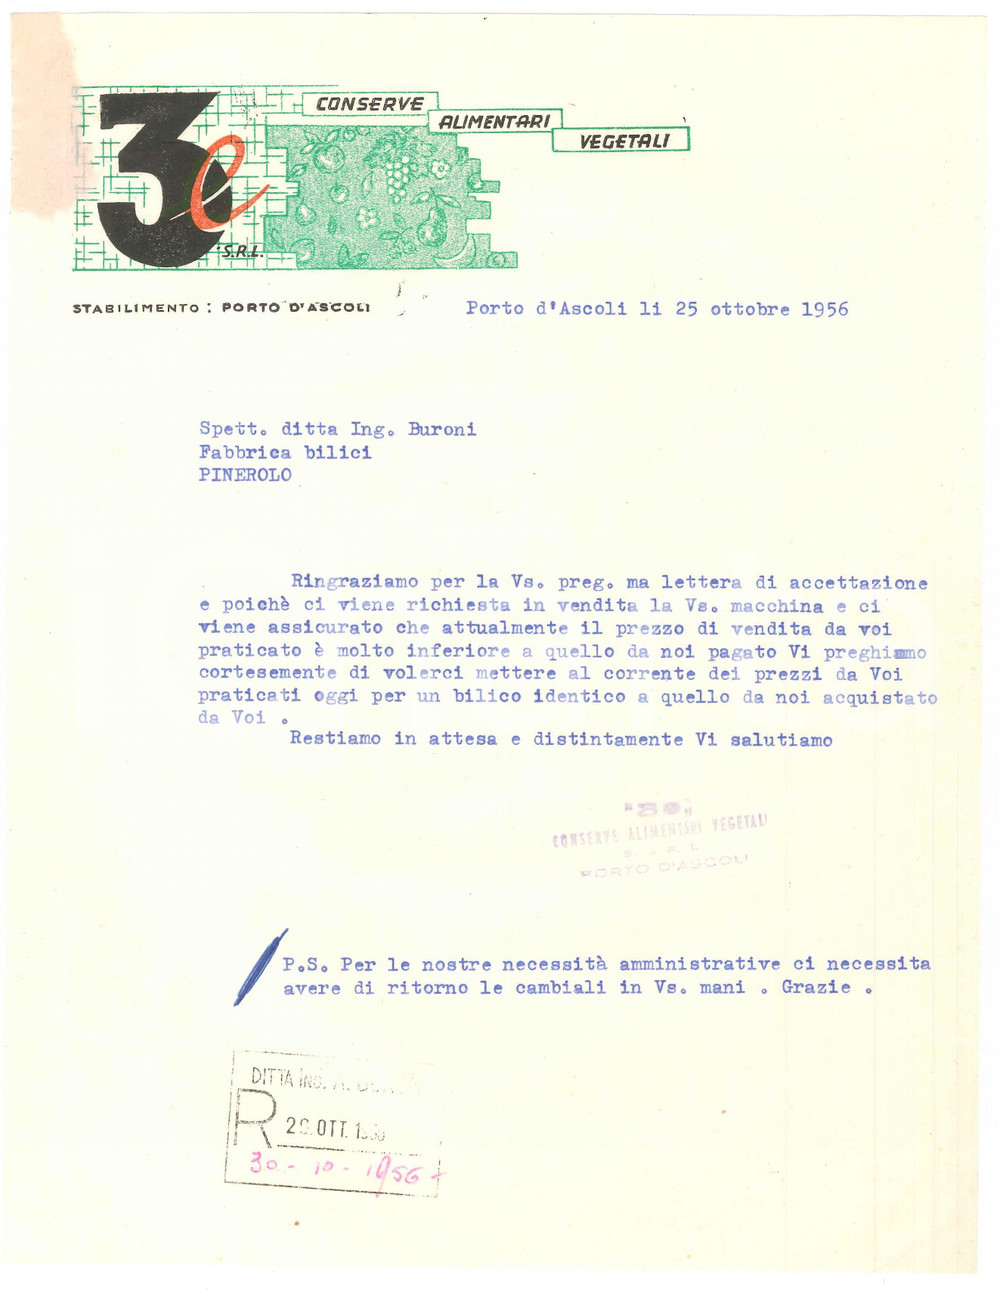 CONSERVE
ALIMENTARI
VEGETALI
3e
S.R.L.
STABILIMENTO : PORTO D'ASCOLI
Porto d'Ascoli li 25 ottobre 1956
Spett. ditta Ing. Buroni
Fabbrica bilici
PINEROLO
Ringraziamo per la Vs. preg. ma lettera di accettazione
e poichè ci viene richiesta in vendita la Vs. macchina e ci
viene assicurato che attualmente il prezzo di vendita da voi
praticato è molto inferiore a quello da noi pagato Vi preghiamo
cortesemente di volerci mettere al corrente dei prezzi da Voi
praticati oggi per un bilico identico a quello da noi acquistato
da Voi .
Restiamo in attesa e distintamente Vi salutiamo
"3e"
CONSERVE ALIMENTARI VEGETALI
S. R. L.
PORTO D'ASCOLI
P.S. Per le nostre necessità amministrative ci necessita
avere di ritorno le cambiali in Vs. mani . Grazie .
DITTA ING.
R 29. OTT.
30 - 10 - 1956